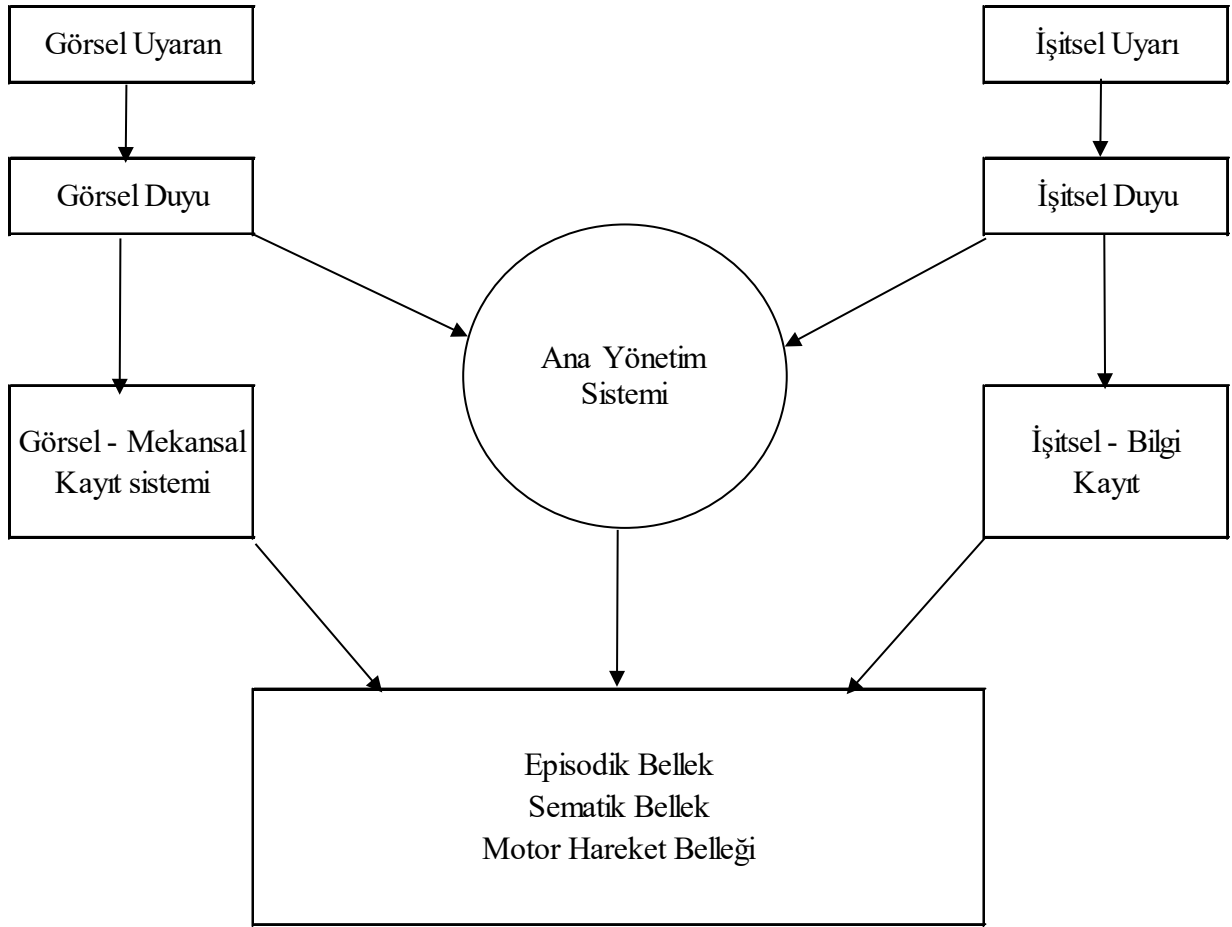 Görsel Uyaran
İşitsel Uyarı
Görsel Duyu
İşitsel Duyu
Ana Yönetim
Sistemi
Görsel - Mekansal
Kayıt sistemi
İşitsel - Bilgi
Kayıt
Episodik Bellek
Sematik Bellek
Motor Hareket Belleği